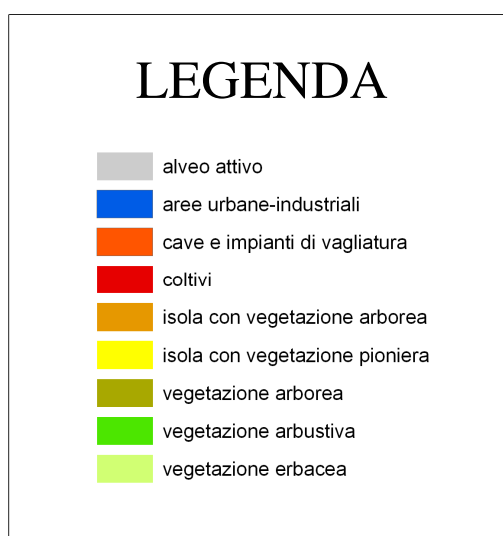 LEGENDA
alveo attivo
aree urbane-industriali
cave e impianti di vagliatura
coltivi
isola con vegetazione arborea
isola con vegetazione pioniera
vegetazione arborea
vegetazione arbustiva
vegetazione erbacea